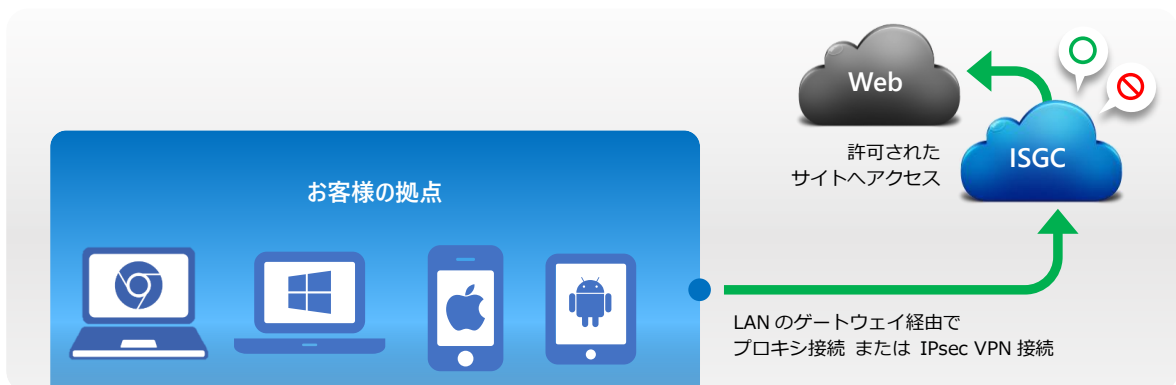 Web
ISGC
許可された
サイトへアクセス
お客様の拠点
LAN のゲートウェイ経由で
プロキシ接続 または IPsec VPN 接続